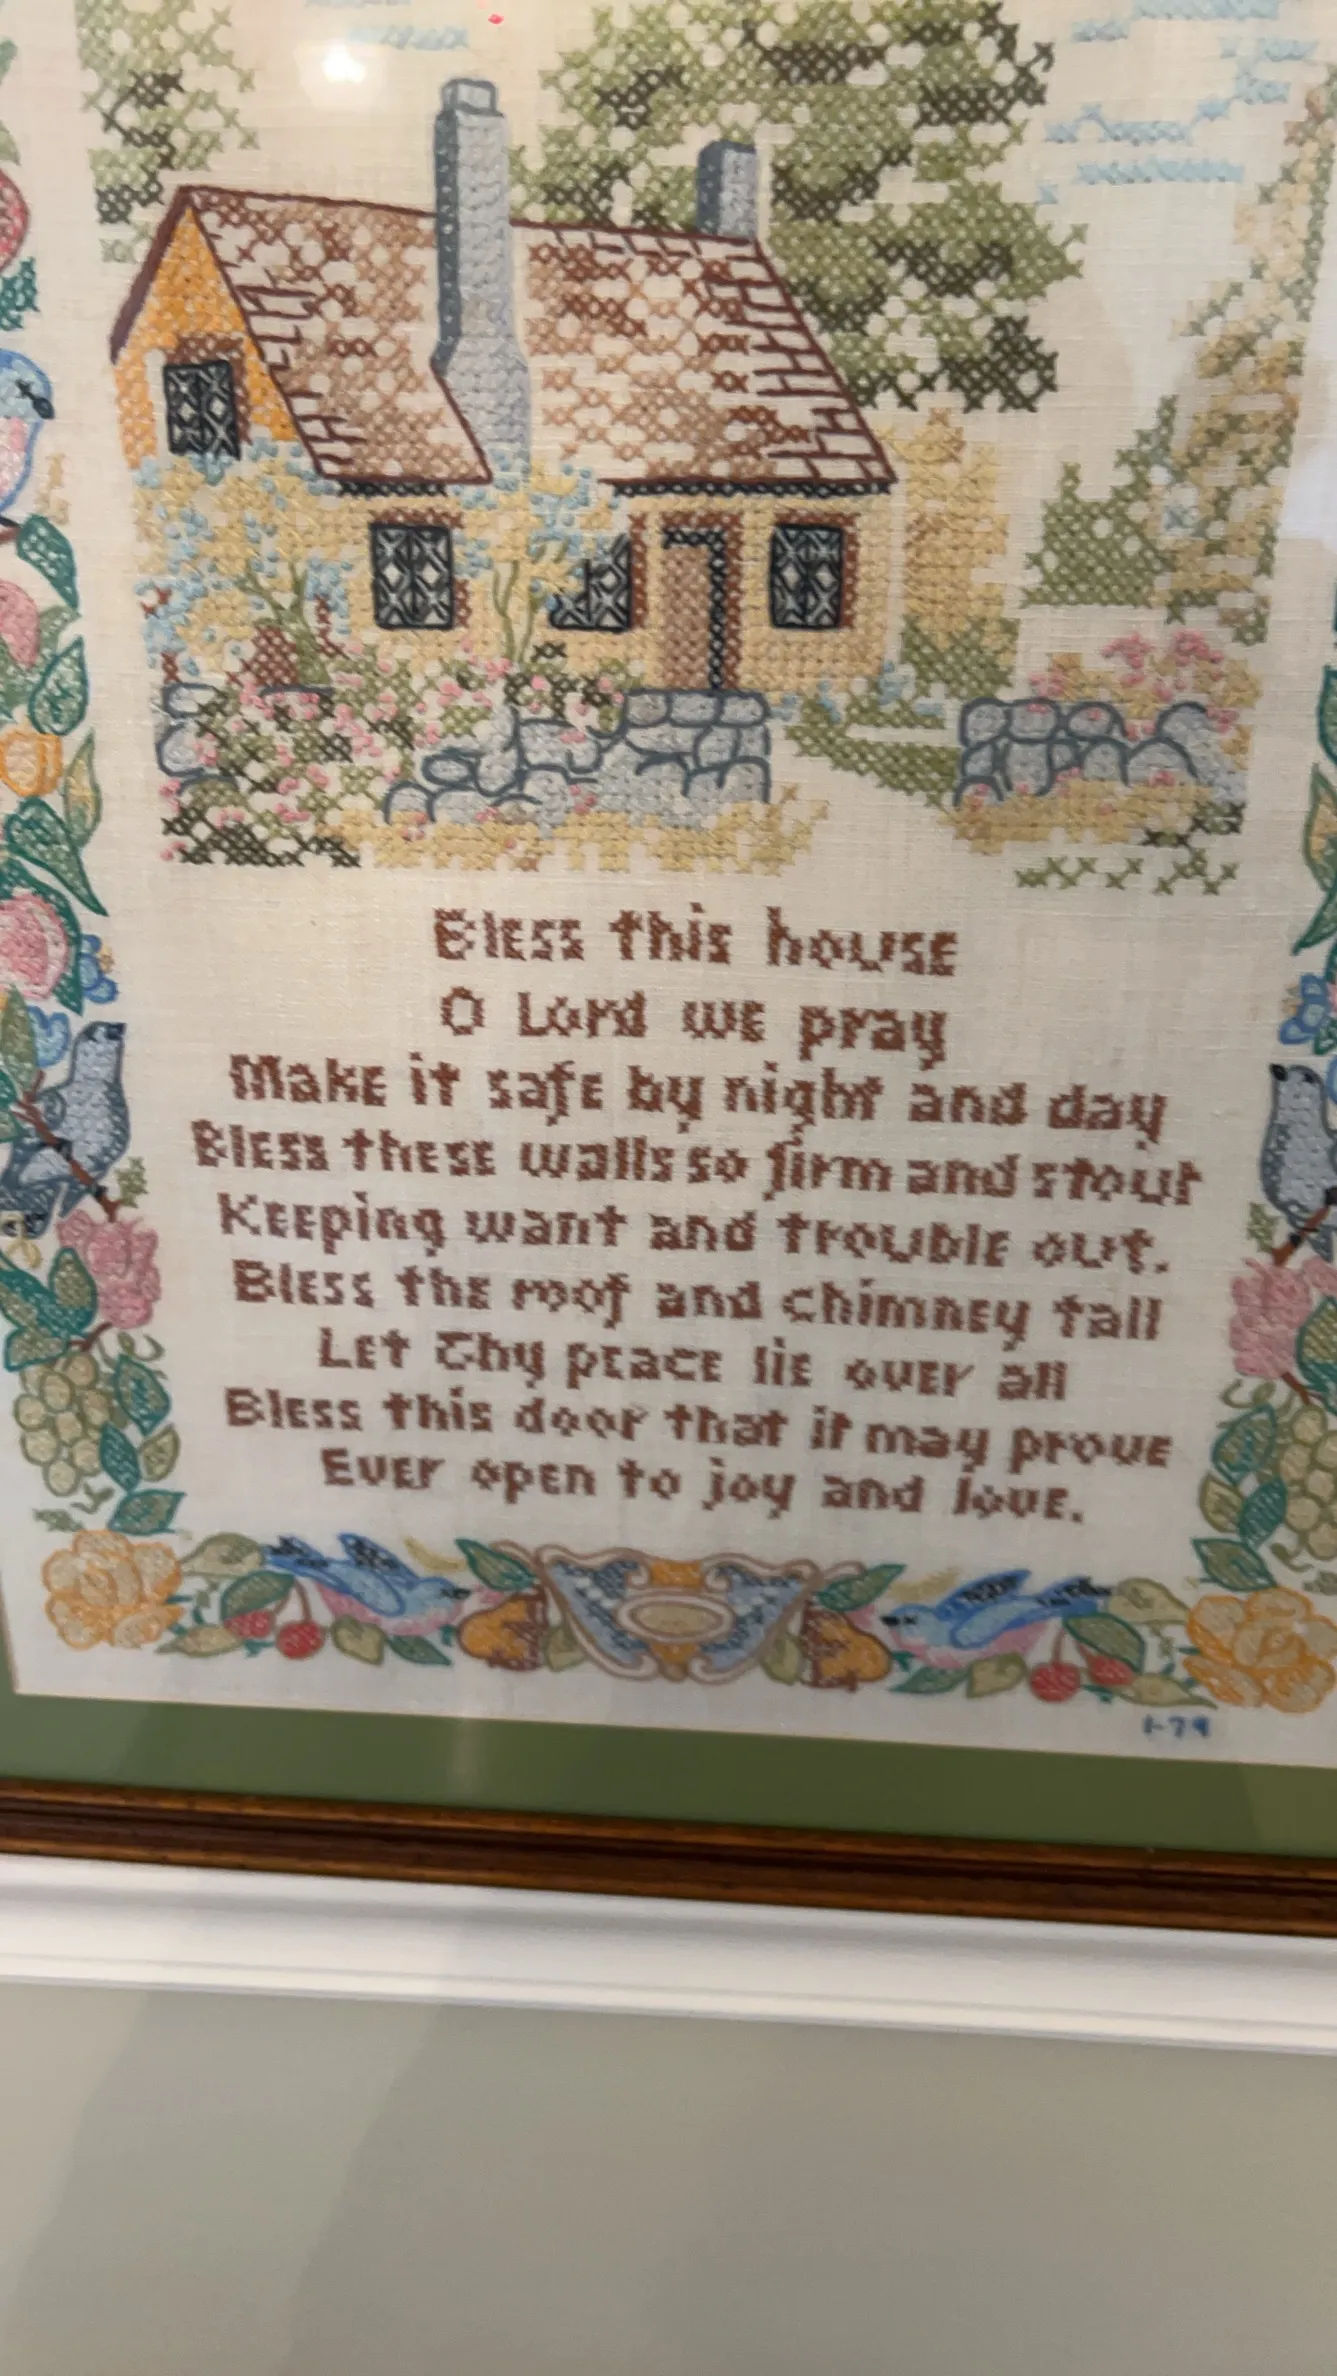 Bless this house
O Lord we pray
Make it safe by night and day
Bless these walls so firm and stout
Keeping want and trouble out.
Bless the roof and chimney tall
Let Thy peace lie over all
Bless this door that it may prove
Ever open to joy and love.
1-79